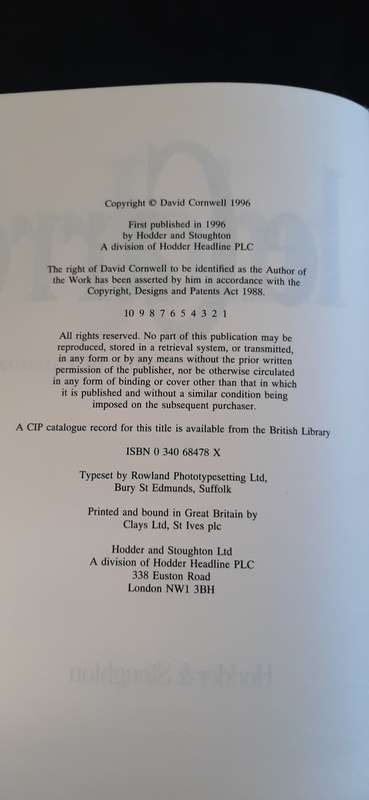 Copyright © David Cornwell 1996
First published in 1996
by Hodder and Stoughton
A division of Hodder Headline PLC
The right of David Cornwell to be identified as the Author of
the Work has been asserted by him in accordance with the
Copyright, Designs and Patents Act 1988.
10 9 8 7 6 5 4 3 2 1
All rights reserved. No part of this publication may be
reproduced, stored in a retrieval system, or transmitted,
in any form or by any means without the prior written
permission of the publisher, nor be otherwise circulated
in any form of binding or cover other than that in which
it is published and without a similar condition being
imposed on the subsequent purchaser.
A CIP catalogue record for this title is available from the British Library
ISBN 0 340 68478 X
Typeset by Rowland Phototypesetting Ltd,
Bury St Edmunds, Suffolk
Printed and bound in Great Britain by
Clays Ltd, St Ives plc
Hodder and Stoughton Ltd
A division of Hodder Headline PLC
338 Euston Road
London NW1 3BH
Hodder & Stoughton